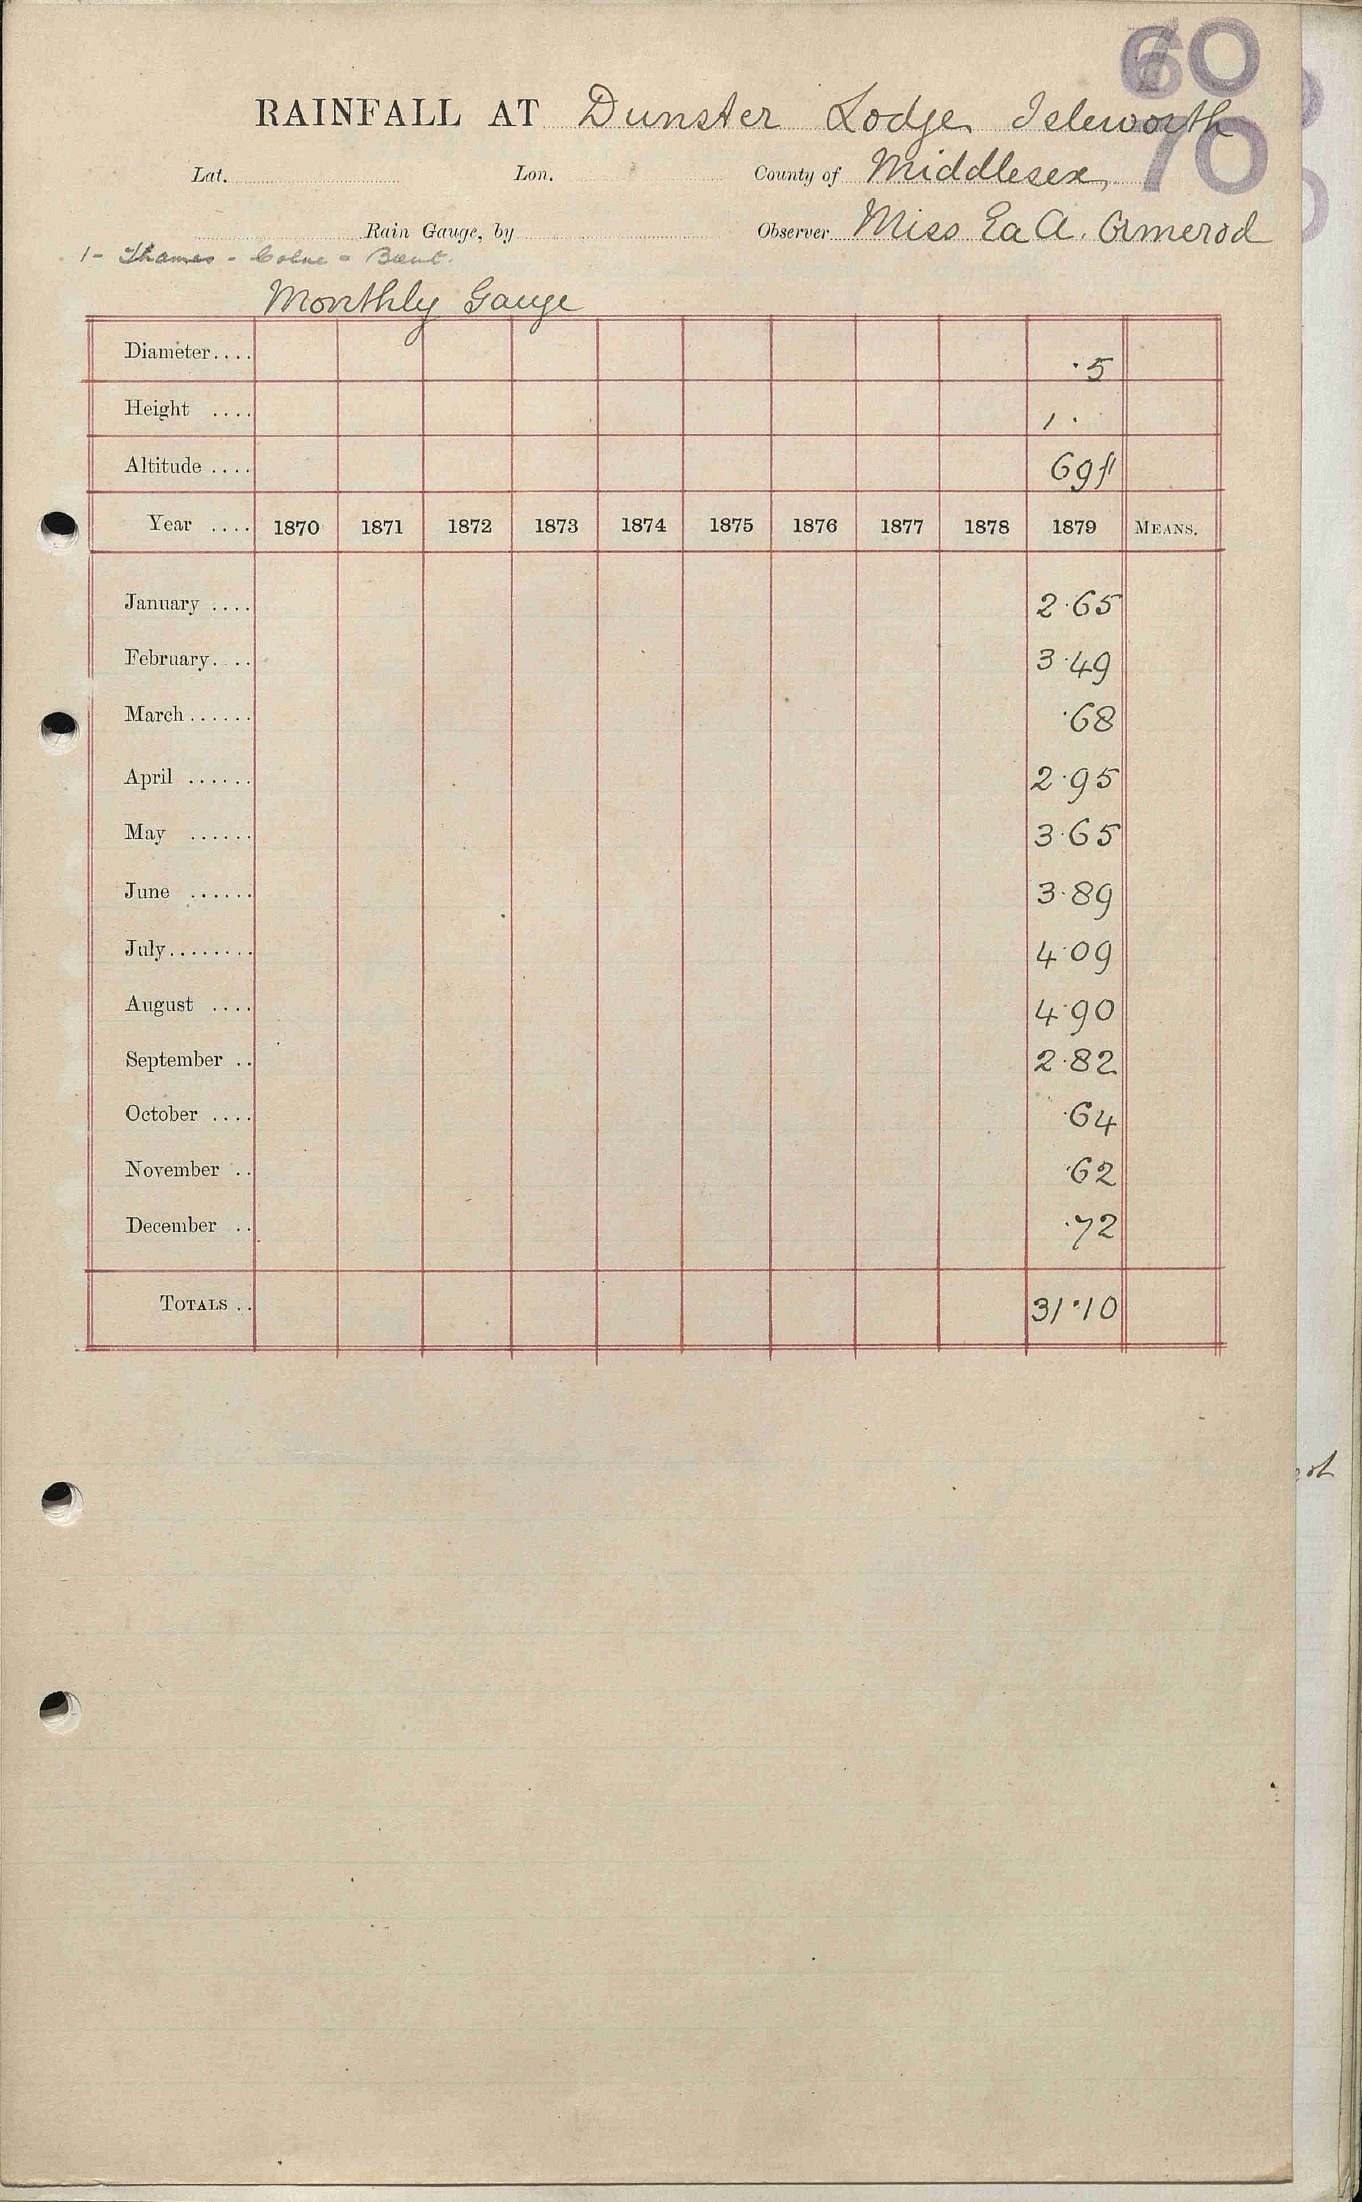 60
RAINFALL AT Dunster Lodge Isleworth
70
Lat. Lon. County of Middlesex
Rain Gauge, by Observer Miss Ea A. Ormerod
1 - Thames - Colne - Brent.
Monthly Gauge
Diameter.... ·5
Height .... 1 ·
Altitude .... 69ft
Year .... 1870 1871 1872 1873 1874 1875 1876 1877 1878 1879 MEANS.
January .... 2·65
February.... 3·49
March...... ·68
April ...... 2·95
May ...... 3·65
June ...... 3·89
July........ 4·09
August .... 4·90
September .. 2·82
October .... ·64
November .. ·62
December .. ·72
TOTALS .. 31·10